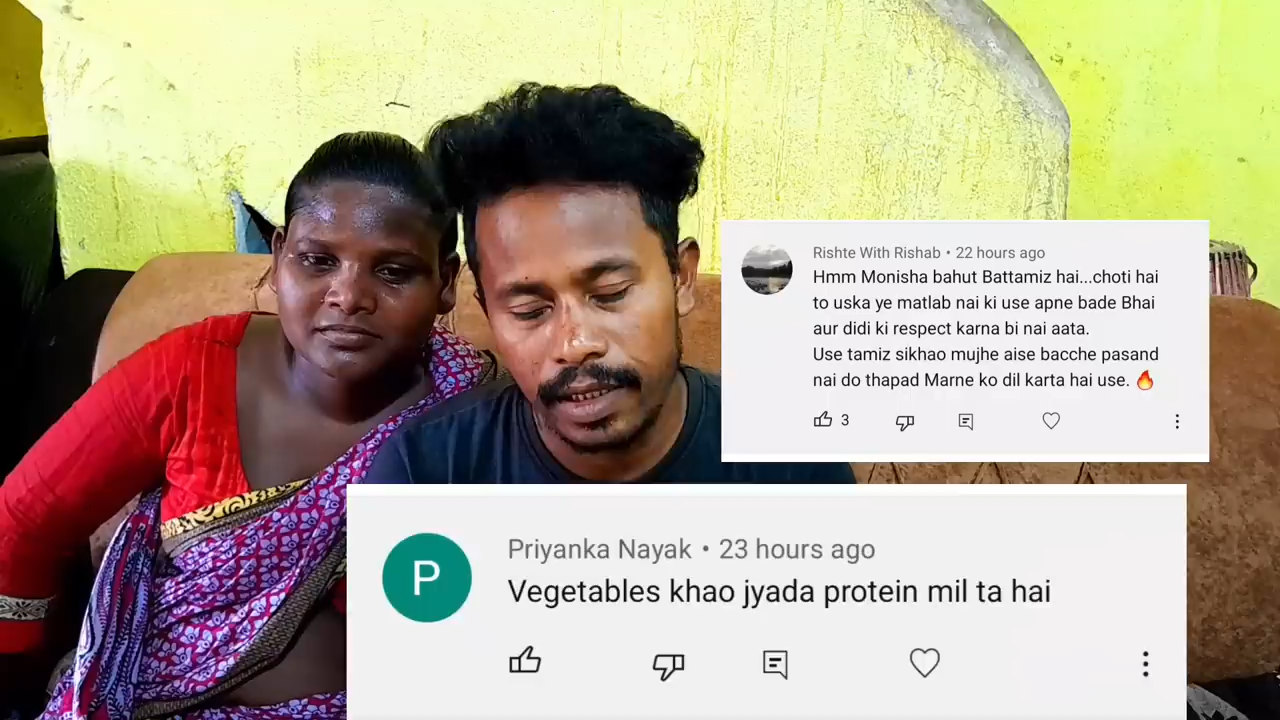 Rishte With Rishab • 22 hours ago
Hmm Monisha bahut Battamiz hai...choti hai
to uska ye matlab nai ki use apne bade Bhai
aur didi ki respect karna bi nai aata.
Use tamiz sikhao mujhe aise bacche pasand
nai do thapad Marne ko dil karta hai use. 🔥
3
P
Priyanka Nayak • 23 hours ago
Vegetables khao jyada protein mil ta hai